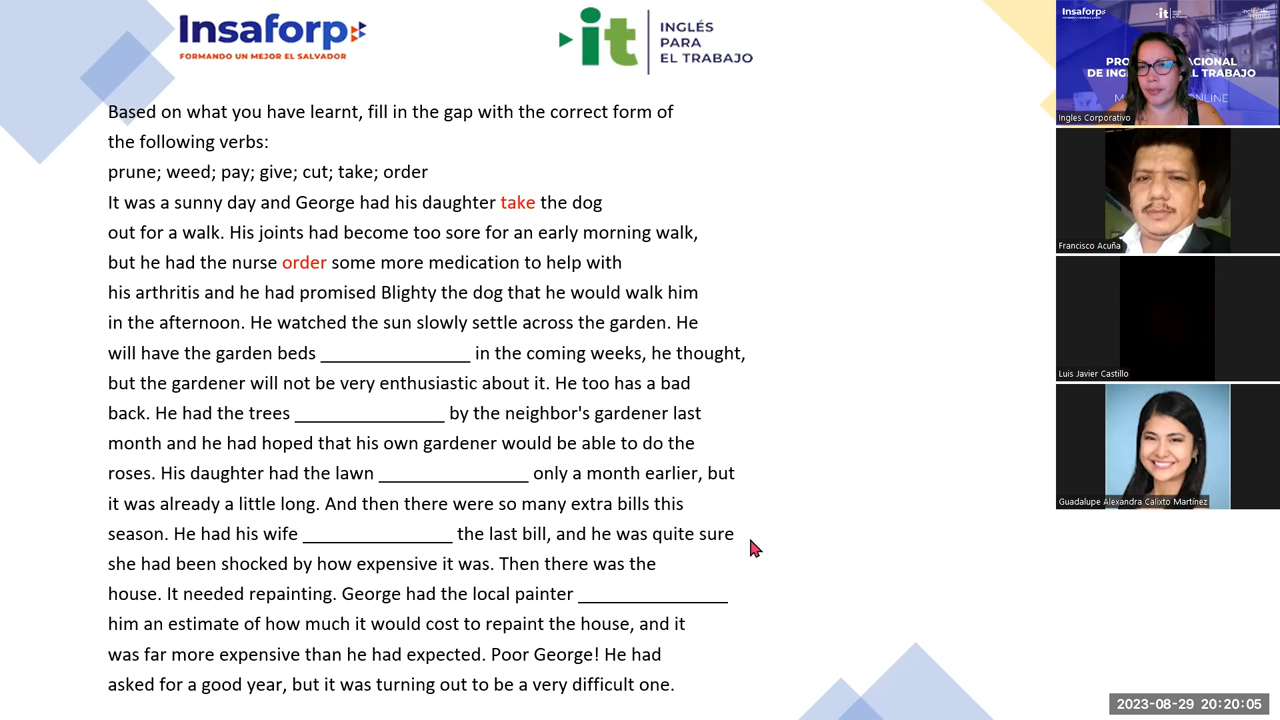 Insaforp
FORMANDO UN MEJOR EL SALVADOR
it
INGLÉS
PARA
EL TRABAJO
Based on what you have learnt, fill in the gap with the correct form of
the following verbs:
prune; weed; pay; give; cut; take; order
It was a sunny day and George had his daughter take the dog
out for a walk. His joints had become too sore for an early morning walk,
but he had the nurse order some more medication to help with
his arthritis and he had promised Blighty the dog that he would walk him
in the afternoon. He watched the sun slowly settle across the garden. He
will have the garden beds _______________ in the coming weeks, he thought,
but the gardener will not be very enthusiastic about it. He too has a bad
back. He had the trees _______________ by the neighbor's gardener last
month and he had hoped that his own gardener would be able to do the
roses. His daughter had the lawn _______________ only a month earlier, but
it was already a little long. And then there were so many extra bills this
season. He had his wife _______________ the last bill, and he was quite sure
she had been shocked by how expensive it was. Then there was the
house. It needed repainting. George had the local painter _______________
him an estimate of how much it would cost to repaint the house, and it
was far more expensive than he had expected. Poor George! He had
asked for a good year, but it was turning out to be a very difficult one.
Insaforp
it
PRO ACIONAL
DE ING L TRABAJO
M NLINE
Ingles Corporativo
Francisco Acuña
Luis Javier Castillo
Guadalupe Alexandra Calixto Martínez
2023-08-29 20:20:05